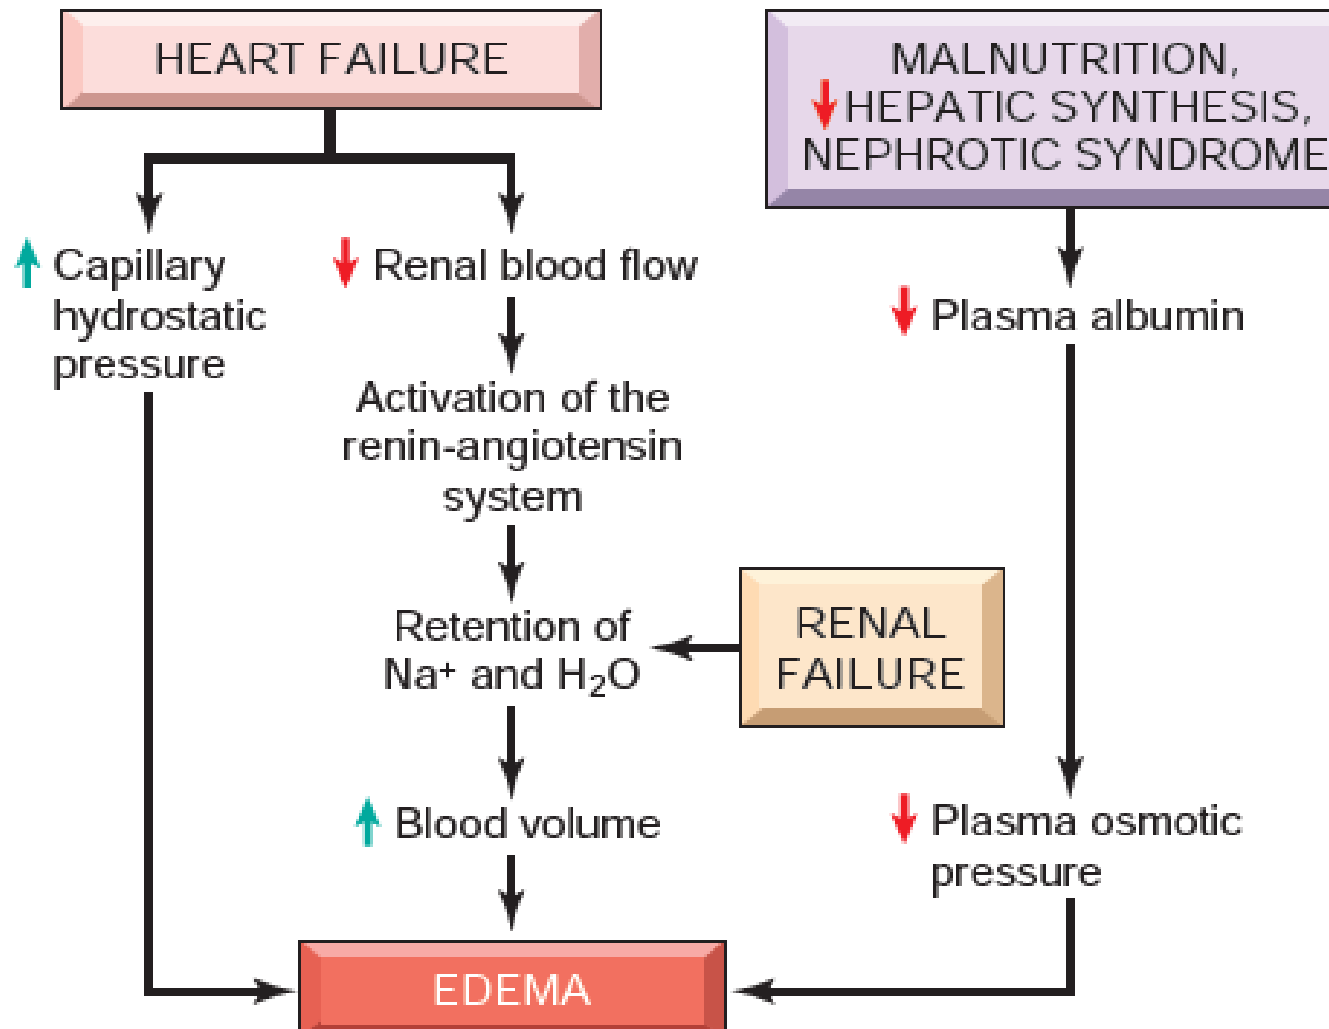 HEART FAILURE
MALNUTRITION,
↓HEPATIC SYNTHESIS,
NEPHROTIC SYNDROME
↑ Capillary
hydrostatic
pressure
↓ Renal blood flow
Activation of the
renin-angiotensin
system
Retention of
Na⁺ and H₂O
↑ Blood volume
RENAL
FAILURE
↓ Plasma albumin
↓ Plasma osmotic
pressure
EDEMA